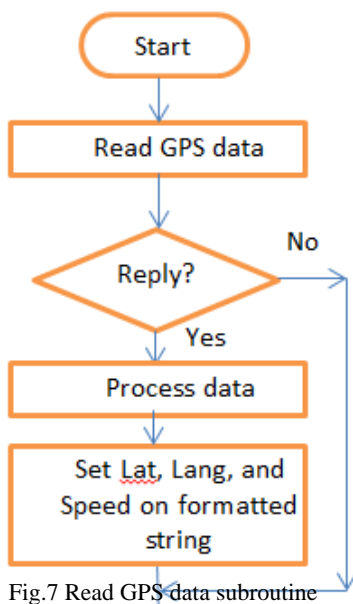 Start
Read GPS data
Reply?
No
Yes
Process data
Set Lat, Lang, and
Speed on formatted
string
Fig.7 Read GPS data subroutine